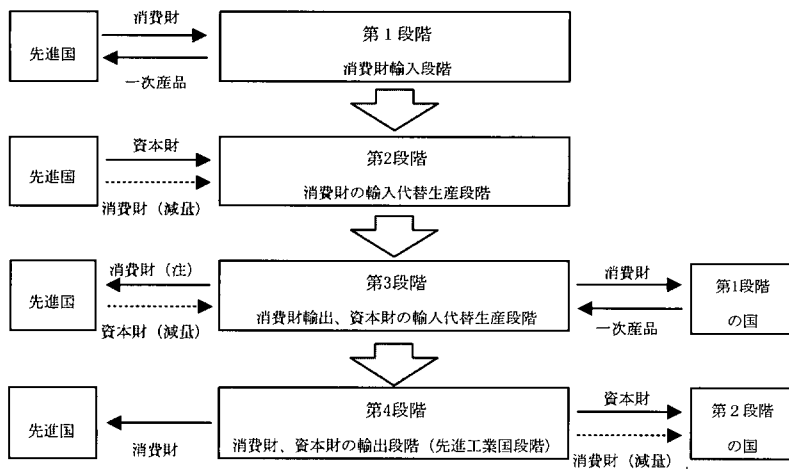 消費財
先進国
一次産品
第１段階
消費財輸入段階
先進国
資本財
消費財（減量）
第2段階
消費財の輸入代替生産段階
先進国
消費財（注）
資本財（減量）
第3段階
消費財輸出、資本財の輸入代替生産段階
消費財
一次産品
第1段階
の国
先進国
消費財
第4段階
消費財、資本財の輸出段階（先進工業国段階）
資本財
消費財（減量）
第２段階
の国